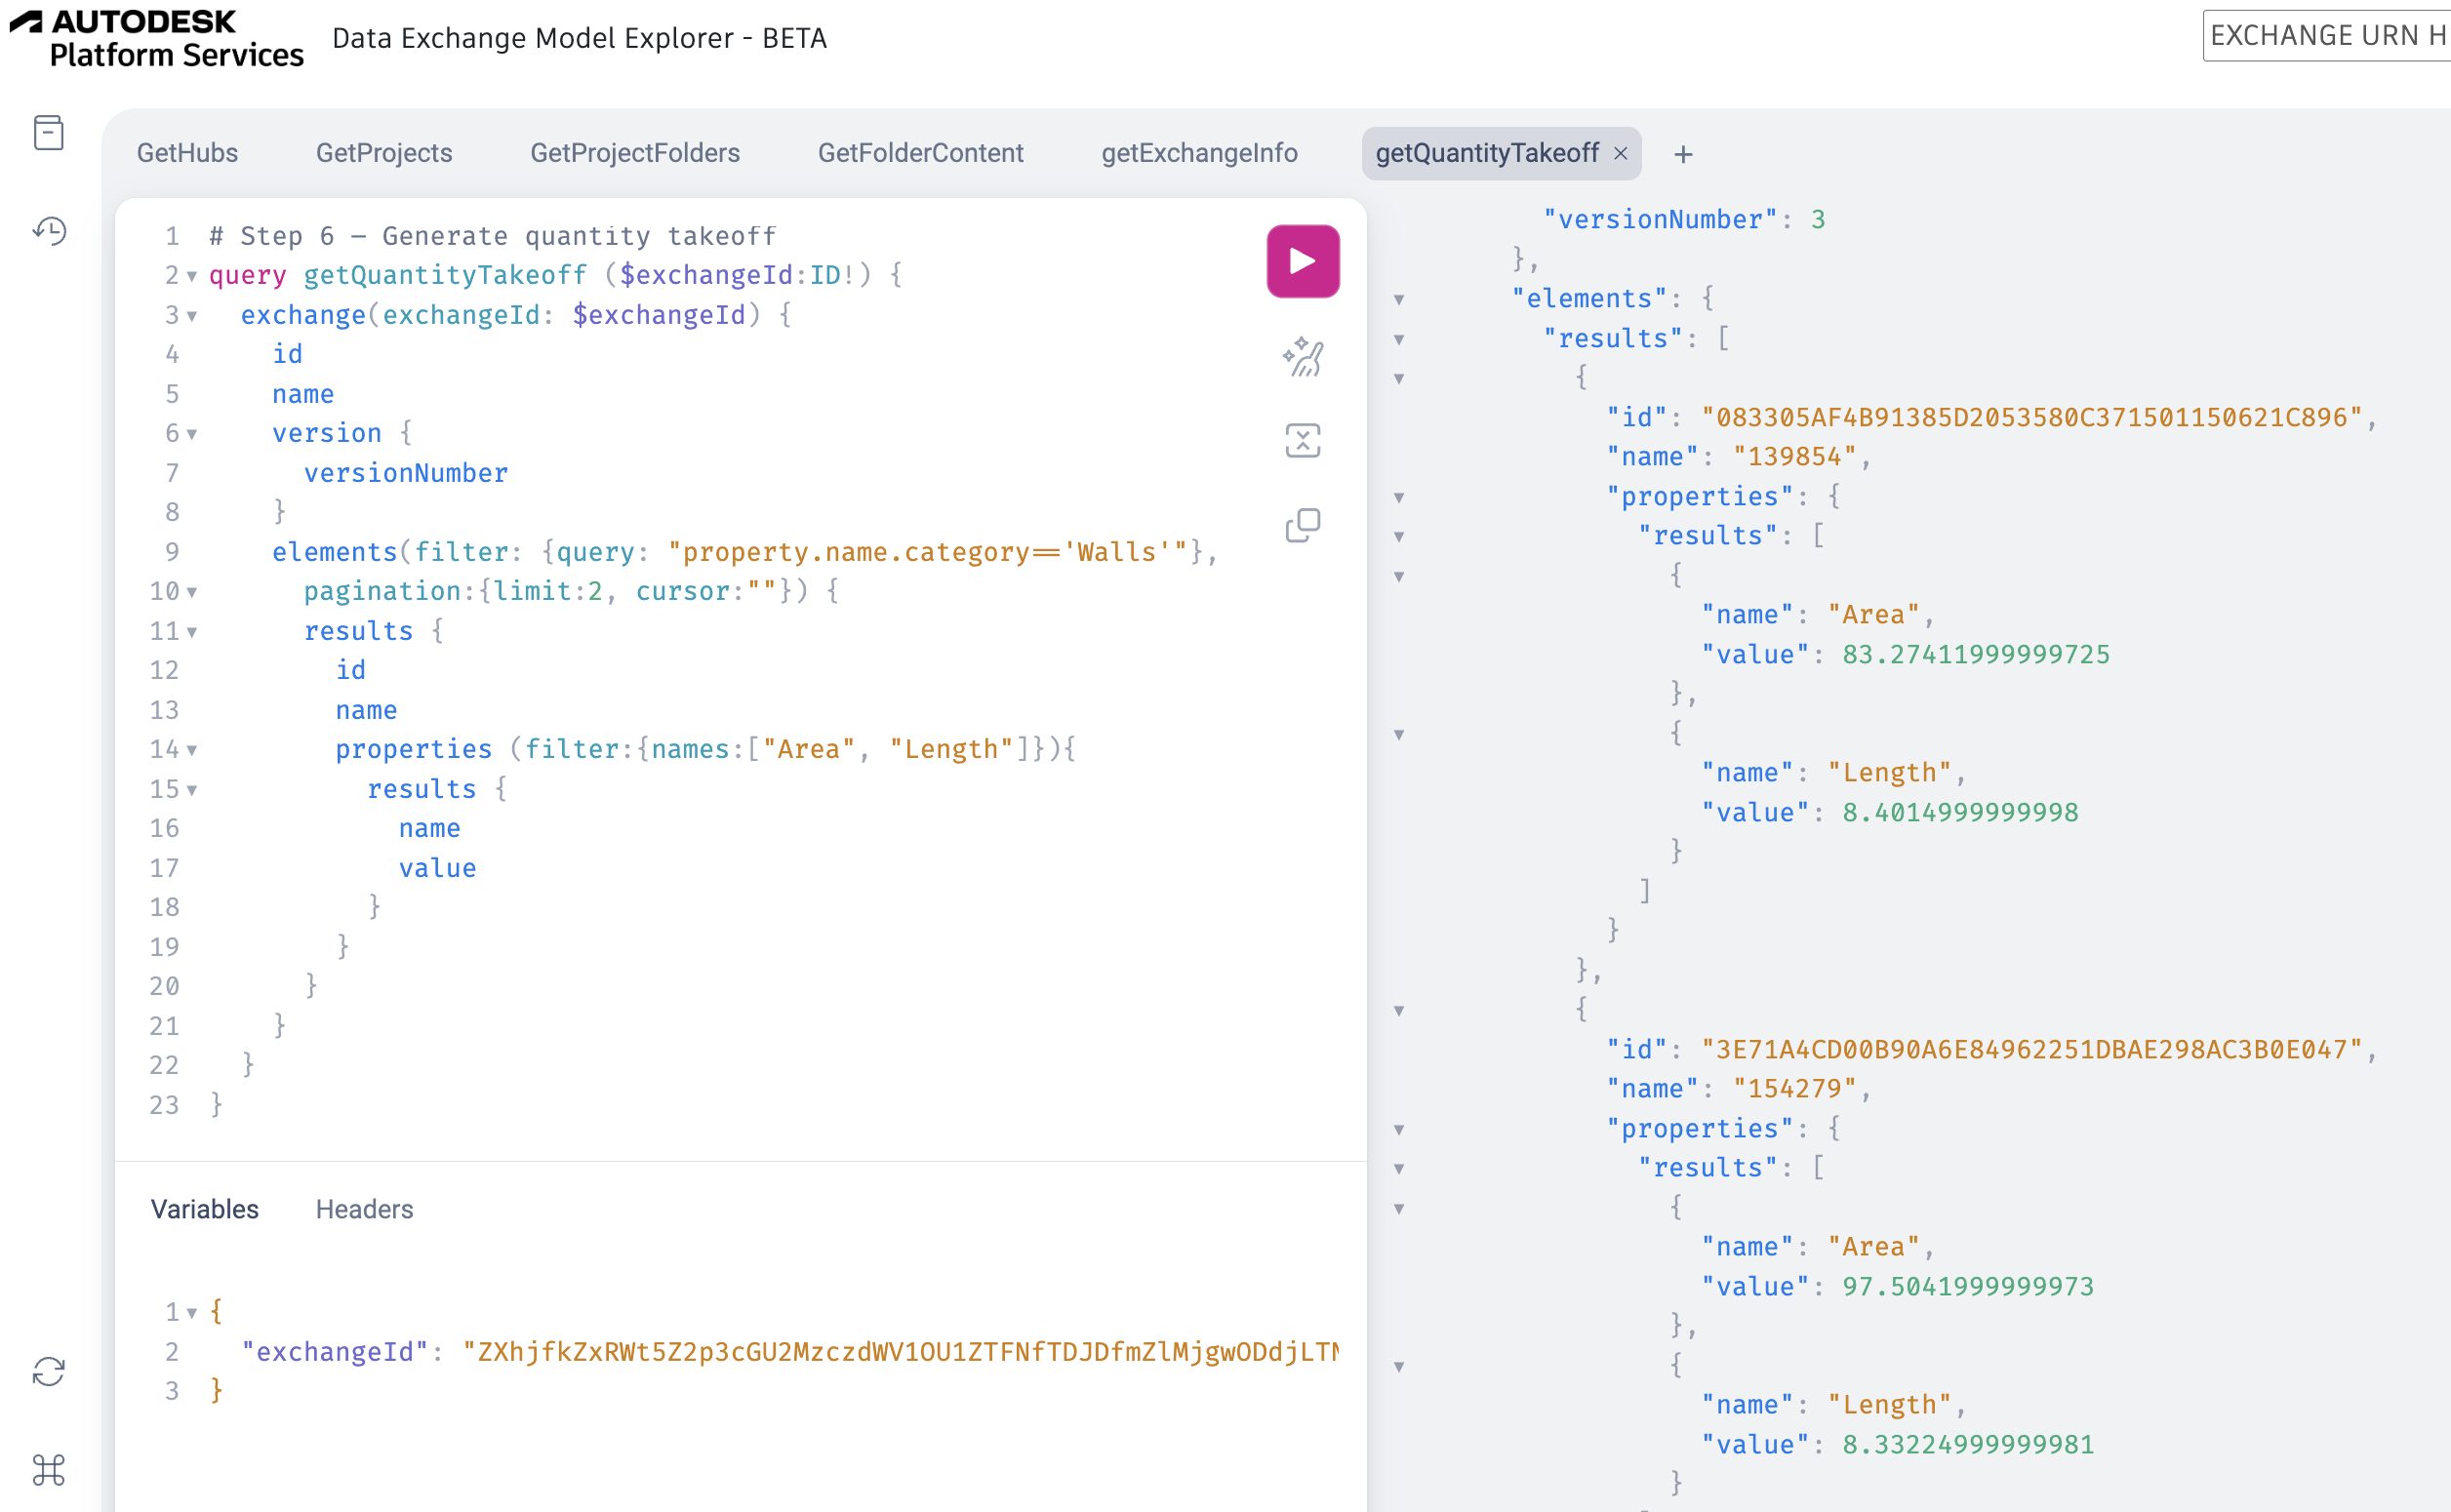 AUTODESK
Platform Services
Data Exchange Model Explorer - BETA
EXCHANGE URN H
GetHubs
GetProjects
GetProjectFolders
GetFolderContent
getExchangeInfo
getQuantityTakeoff ×
+
1 # Step 6 – Generate quantity takeoff
2 query getQuantityTakeoff ($exchangeId:ID!) {
3 exchange(exchangeId: $exchangeId) {
4 id
5 name
6 version {
7 versionNumber
8 }
9 elements(filter: {query: "property.name.category=='Walls'"},
10 pagination:{limit:2, cursor:""}) {
11 results {
12 id
13 name
14 properties (filter:{names:["Area", "Length"]}){
15 results {
16 name
17 value
18 }
19 }
20 }
21 }
22 }
23 }
Variables
Headers
1 {
2 "exchangeId": "ZXhjfkZxRWt5Z2p3cGU2MzczdWV1OU1ZTFNfTDJDfmZlMjgwODdjLTN
3 }
"versionNumber": 3
},
"elements": {
"results": [
{
"id": "083305AF4B91385D2053580C371501150621C896",
"name": "139854",
"properties": {
"results": [
{
"name": "Area",
"value": 83.27411999999725
},
{
"name": "Length",
"value": 8.4014999999998
}
]
}
},
{
"id": "3E71A4CD00B90A6E84962251DBAE298AC3B0E047",
"name": "154279",
"properties": {
"results": [
{
"name": "Area",
"value": 97.5041999999973
},
{
"name": "Length",
"value": 8.33224999999981
}